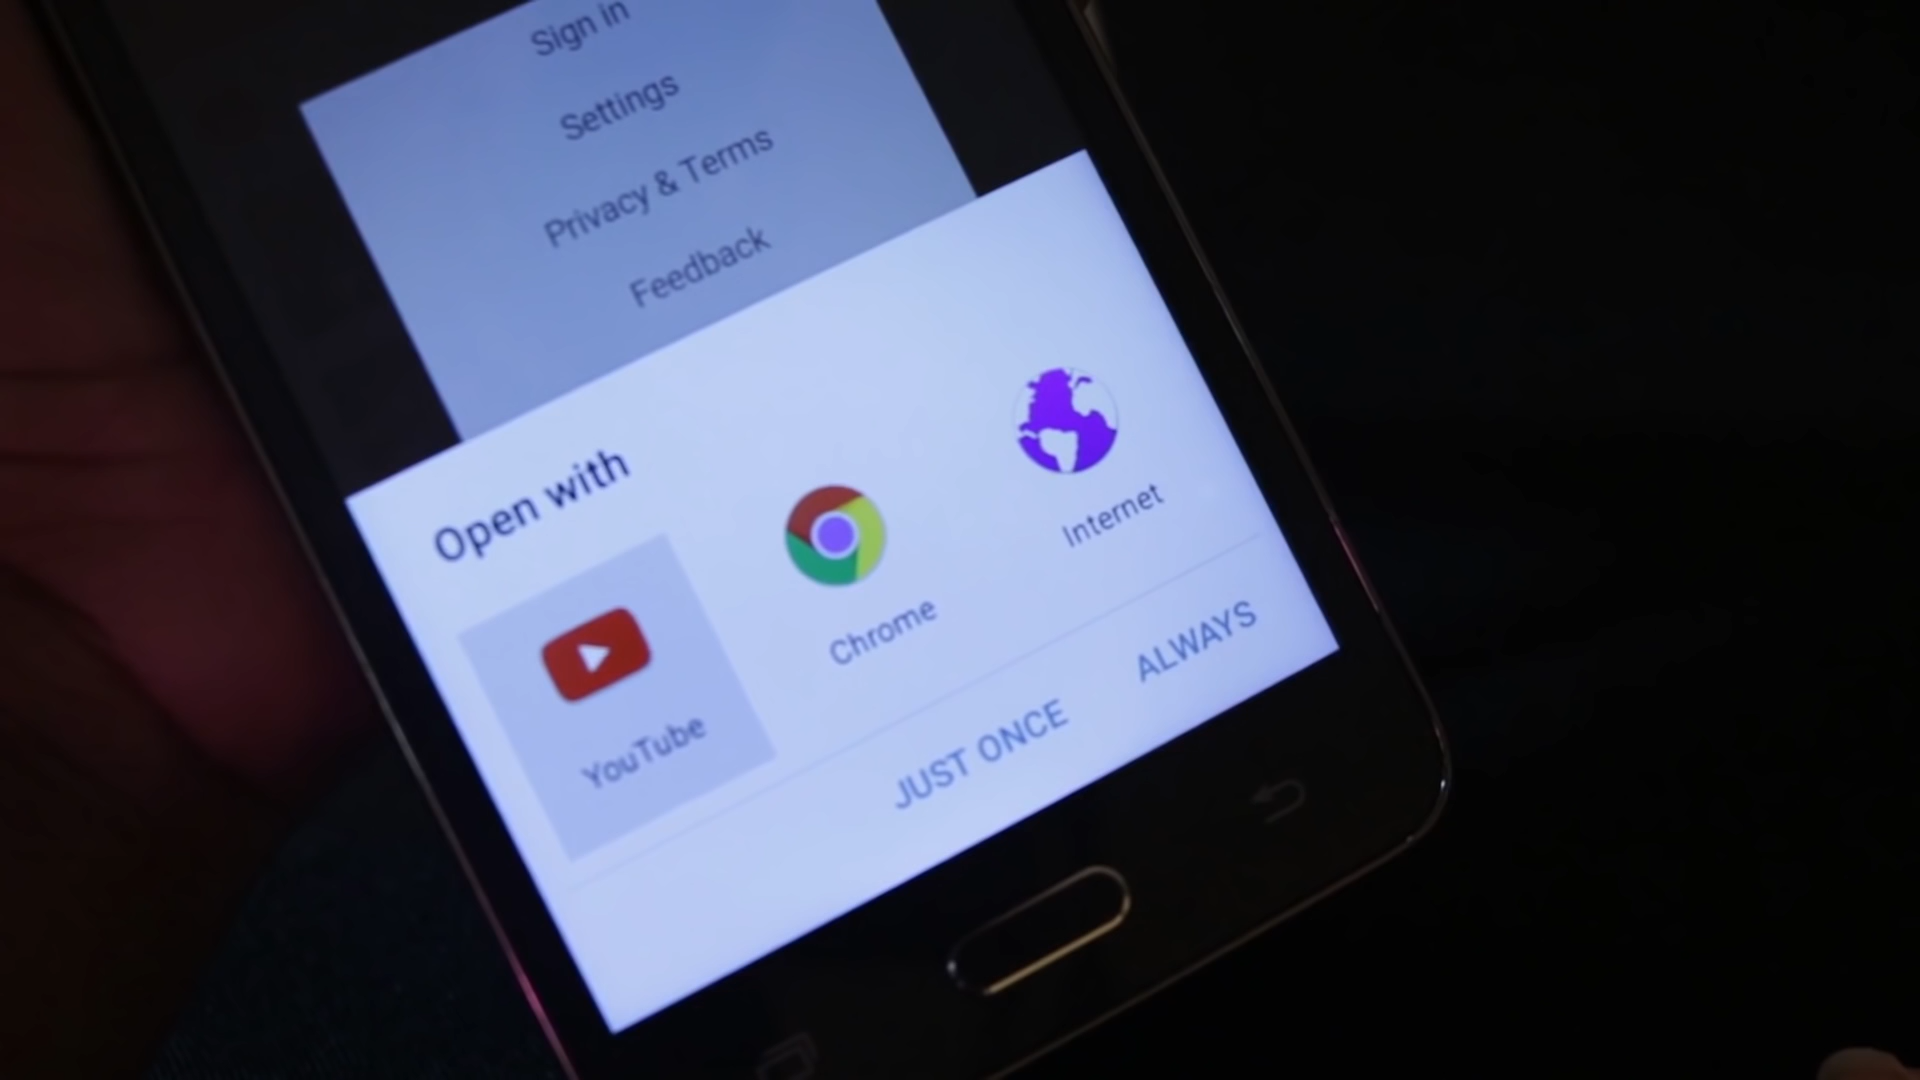 Sign in
Settings
Privacy & Terms
Feedback
Open with
YouTube
Chrome
Internet
JUST ONCE
ALWAYS